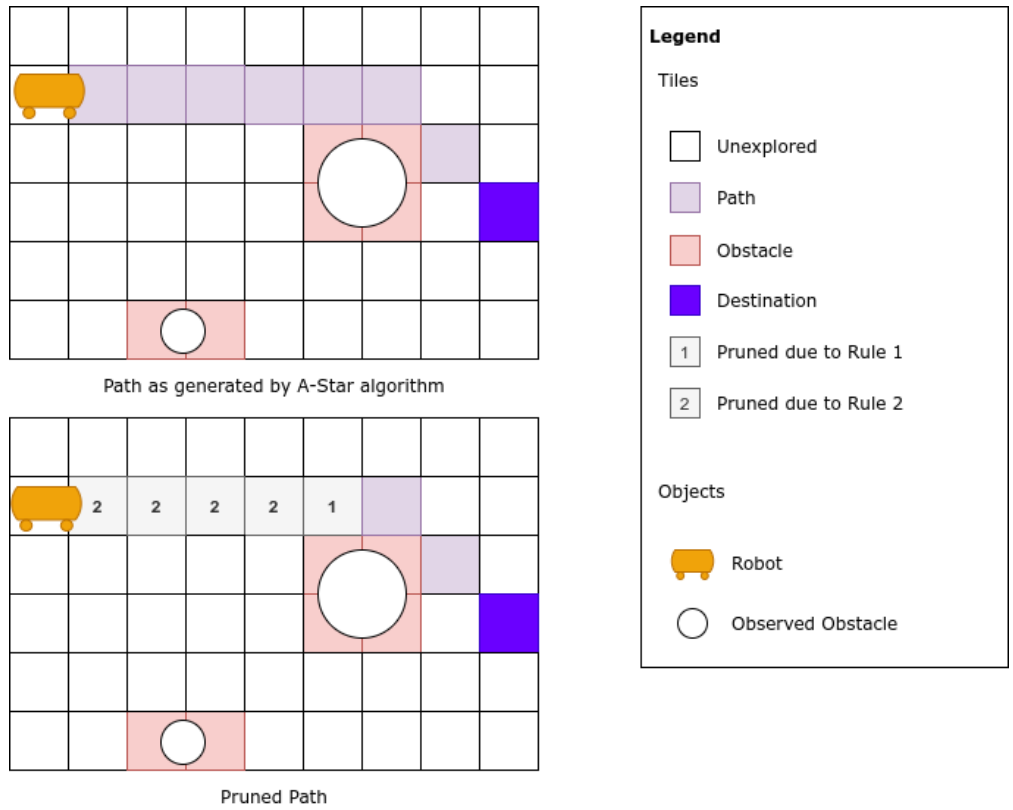 Path as generated by A-Star algorithm
2 2 2 2 1
Pruned Path
Legend
Tiles
Unexplored
Path
Obstacle
Destination
1 Pruned due to Rule 1
2 Pruned due to Rule 2
Objects
Robot
Observed Obstacle